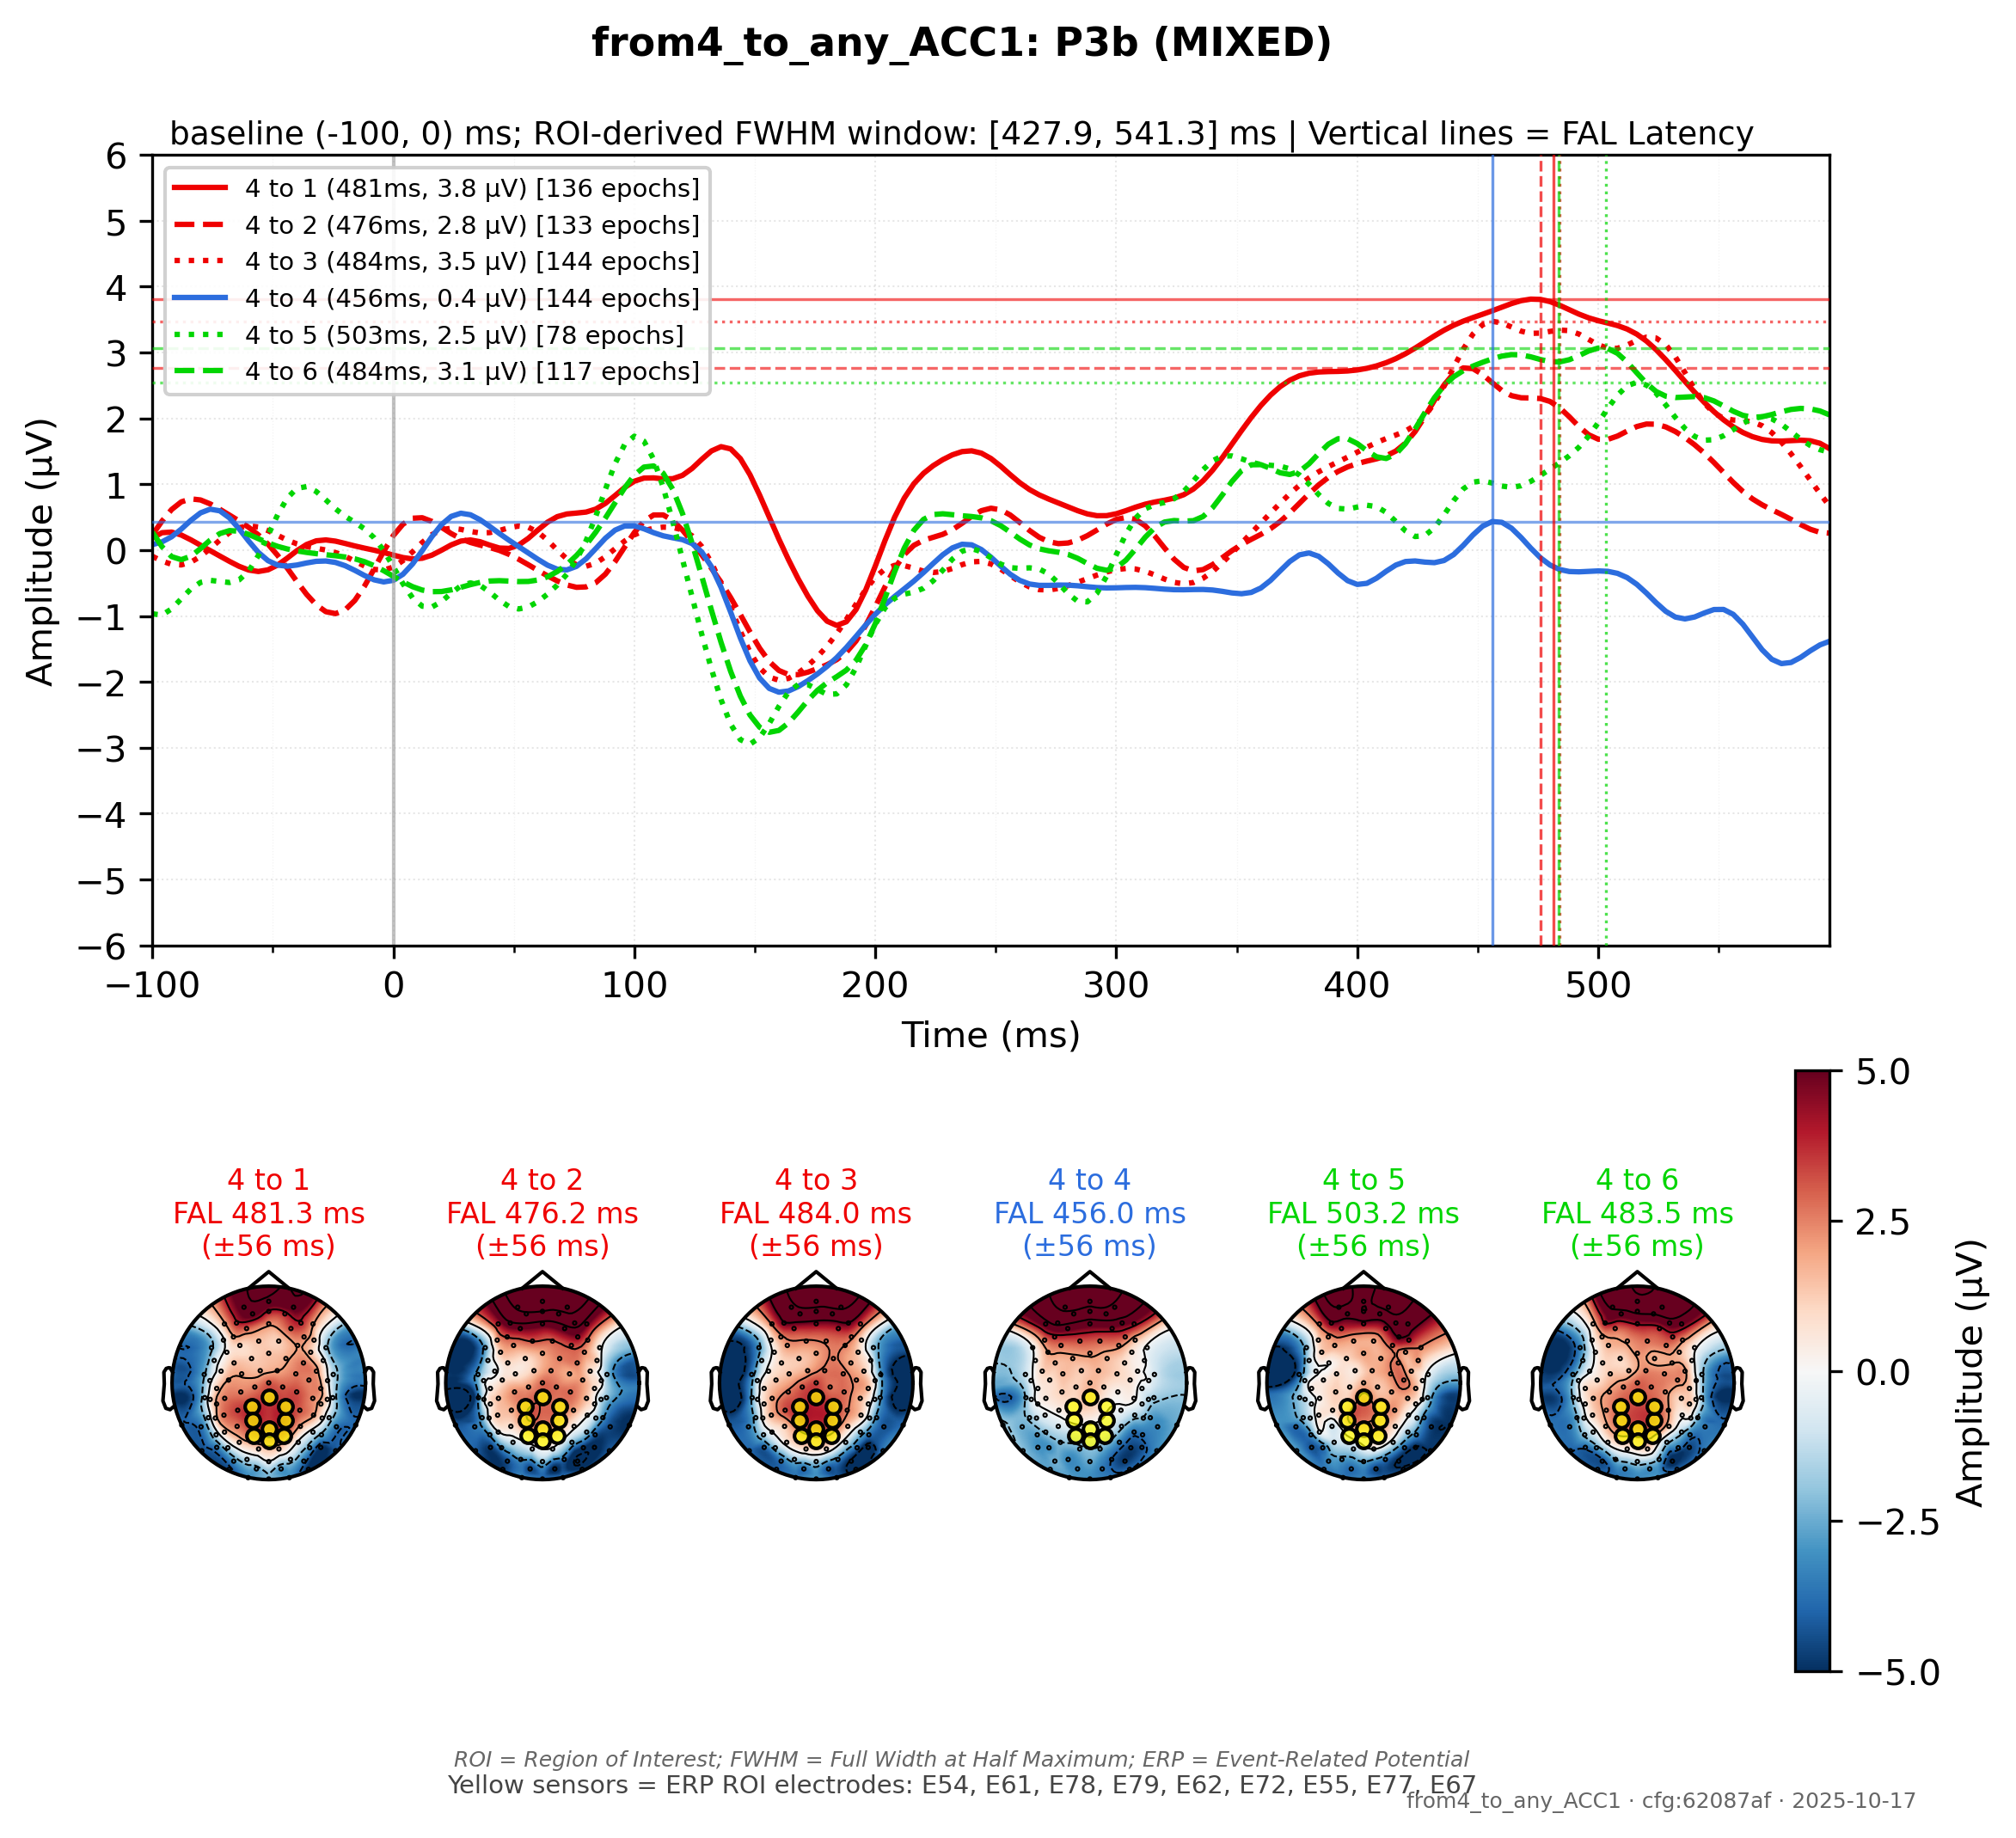 from4_to_any_ACC1: P3b (MIXED)
baseline (-100, 0) ms; ROI-derived FWHM window: [427.9, 541.3] ms | Vertical lines = FAL Latency
4 to 1 (481ms, 3.8 μV) [136 epochs]
4 to 2 (476ms, 2.8 μV) [133 epochs]
4 to 3 (484ms, 3.5 μV) [144 epochs]
4 to 4 (456ms, 0.4 μV) [144 epochs]
4 to 5 (503ms, 2.5 μV) [78 epochs]
4 to 6 (484ms, 3.1 μV) [117 epochs]
Amplitude (μV)
6
5
4
3
2
1
0
−1
−2
−3
−4
−5
−6
−100 0 100 200 300 400 500
Time (ms)
4 to 1
FAL 481.3 ms
(±56 ms)
4 to 2
FAL 476.2 ms
(±56 ms)
4 to 3
FAL 484.0 ms
(±56 ms)
4 to 4
FAL 456.0 ms
(±56 ms)
4 to 5
FAL 503.2 ms
(±56 ms)
4 to 6
FAL 483.5 ms
(±56 ms)
5.0
2.5
0.0
−2.5
−5.0
Amplitude (μV)
ROI = Region of Interest; FWHM = Full Width at Half Maximum; ERP = Event-Related Potential
Yellow sensors = ERP ROI electrodes: E54, E61, E78, E79, E62, E72, E55, E77, E67
from4_to_any_ACC1 · cfg:62087af · 2025-10-17